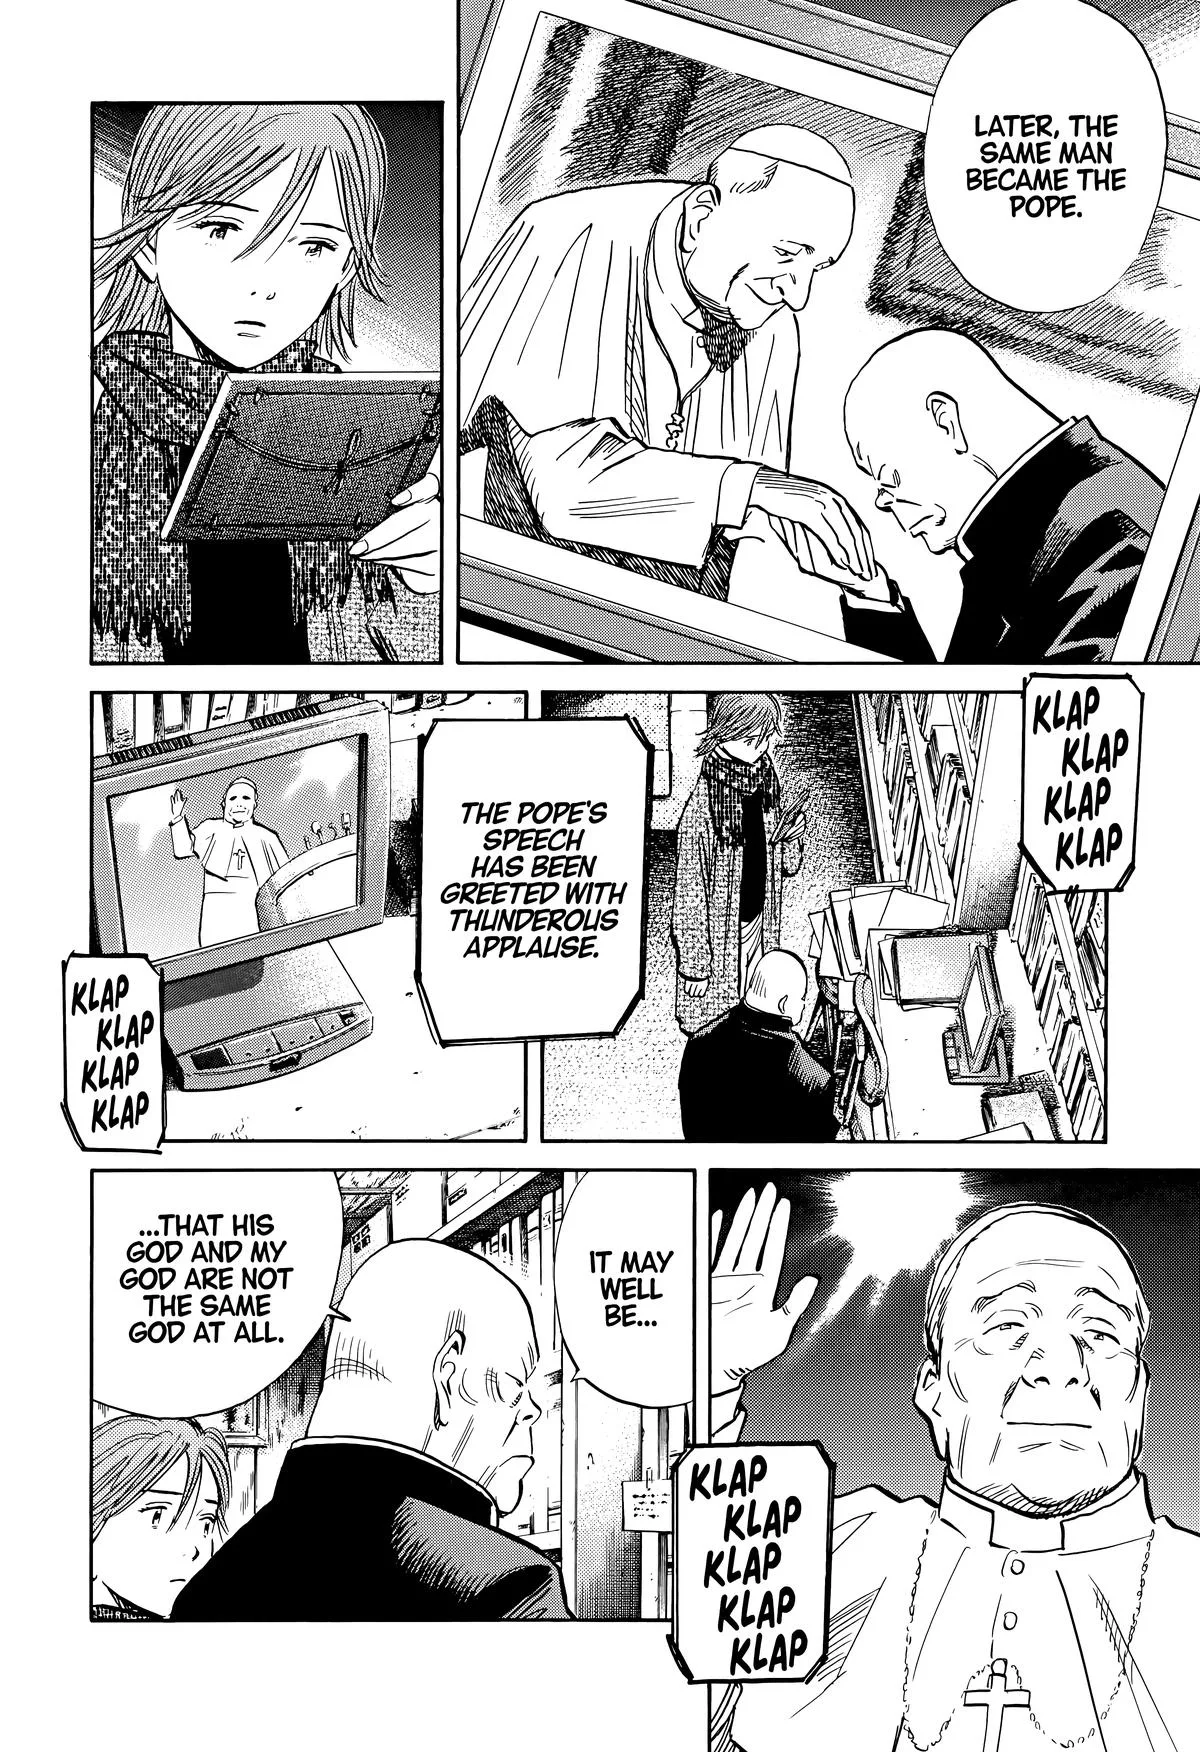 LATER, THE
SAME MAN
BECAME THE
POPE.
KLAP
KLAP
KLAP
KLAP
THE POPE'S
SPEECH
HAS BEEN
GREETED WITH
THUNDEROUS
APPLAUSE.
KLAP
KLAP
KLAP
KLAP
KLAP
KLAP
KLAP
KLAP
KLAP
IT MAY
WELL
BE...
...THAT HIS
GOD AND MY
GOD ARE NOT
THE SAME
GOD AT ALL.